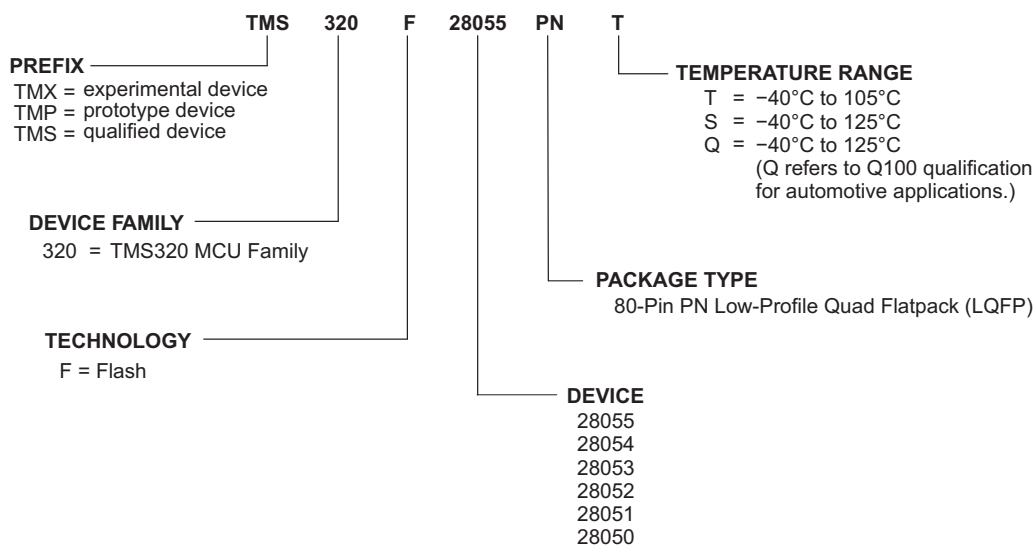 TMS 320 F 28055 PN T
PREFIX
TMX = experimental device
TMP = prototype device
TMS = qualified device
TEMPERATURE RANGE
T = −40°C to 105°C
S = −40°C to 125°C
Q = −40°C to 125°C
(Q refers to Q100 qualification
for automotive applications.)
DEVICE FAMILY
320 = TMS320 MCU Family
PACKAGE TYPE
80-Pin PN Low-Profile Quad Flatpack (LQFP)
TECHNOLOGY
F = Flash
DEVICE
28055
28054
28053
28052
28051
28050